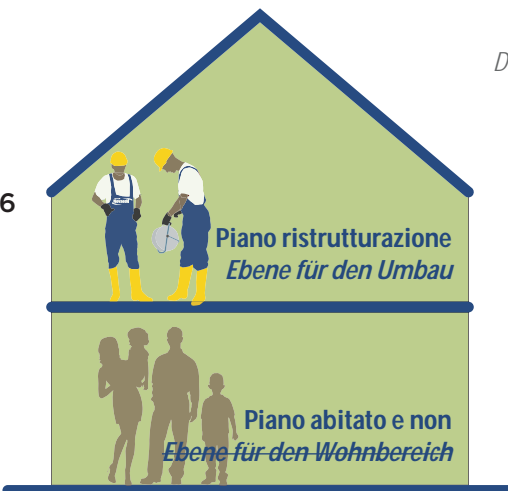 D
6
Piano ristrutturazione
Ebene für den Umbau
Piano abitato e non
Ebene für den Wohnbereich